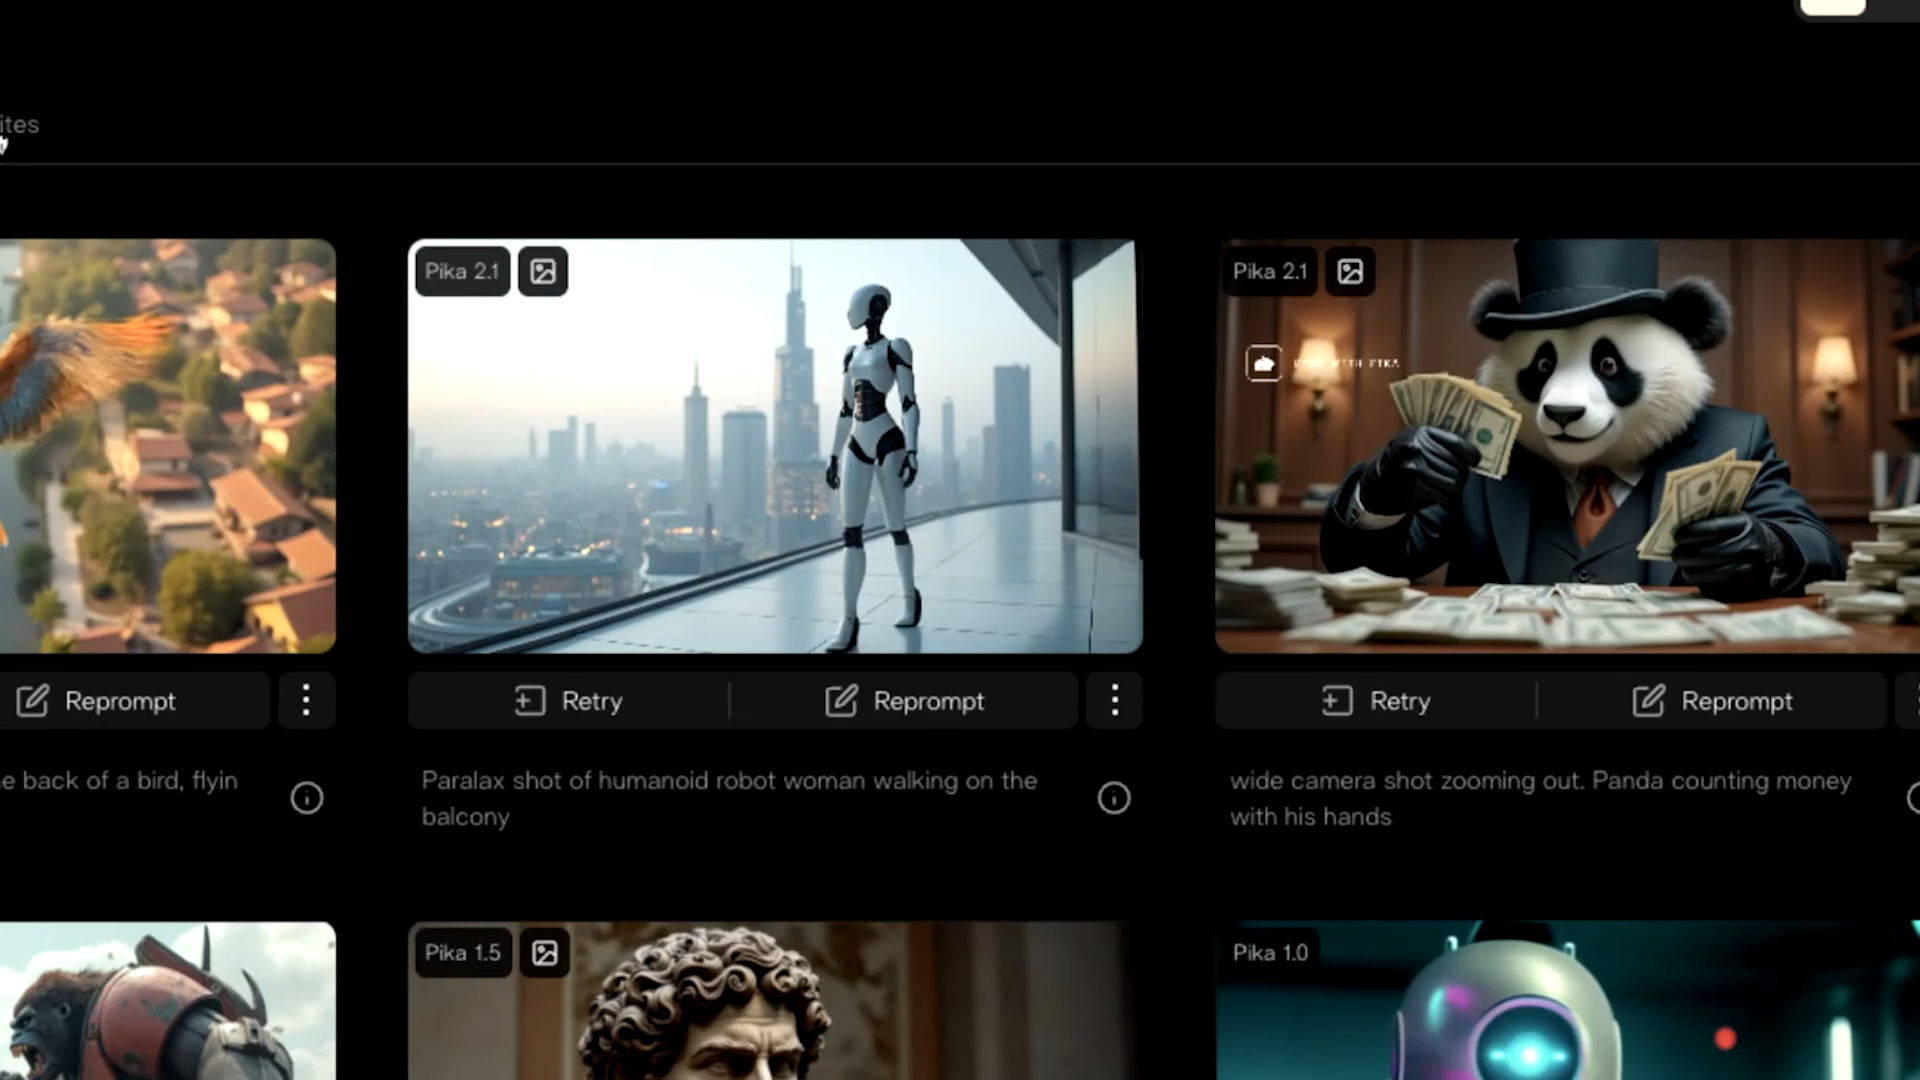 ites
Pika 2.1
Pika 2.1
WITH PIKA
Reprompt
Retry
Reprompt
Retry
Reprompt
e back of a bird, flyin
Paralax shot of humanoid robot woman walking on the
balcony
wide camera shot zooming out. Panda counting money
with his hands
Pika 1.5
Pika 1.0